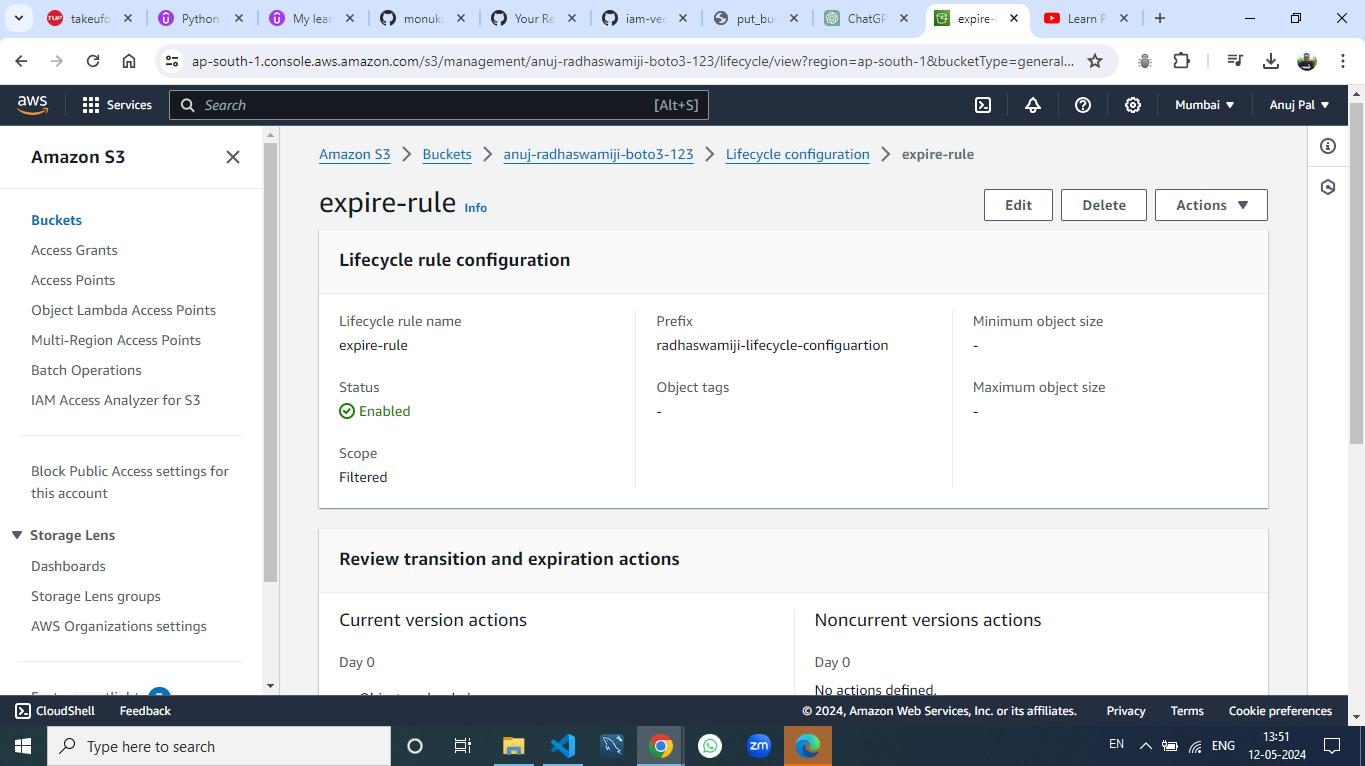 takeufo
Python
My lear
monuk
Your Re
iam-vee
put_buc
ChatGP
expire-r
Learn P
ap-south-1.console.aws.amazon.com/s3/management/anuj-radhaswamiji-boto3-123/lifecycle/view?region=ap-south-1&bucketType=general...
aws
Services
Search
[Alt+S]
Mumbai
Anuj Pal
Amazon S3
Buckets
Access Grants
Access Points
Object Lambda Access Points
Multi-Region Access Points
Batch Operations
IAM Access Analyzer for S3
Block Public Access settings for
this account
Storage Lens
Dashboards
Storage Lens groups
AWS Organizations settings
Amazon S3 > Buckets > anuj-radhaswamiji-boto3-123 > Lifecycle configuration > expire-rule
expire-rule Info
Edit
Delete
Actions
Lifecycle rule configuration
Lifecycle rule name
expire-rule
Status
Enabled
Scope
Filtered
Prefix
radhaswamiji-lifecycle-configuartion
Object tags
-
Minimum object size
-
Maximum object size
-
Review transition and expiration actions
Current version actions
Day 0
Noncurrent versions actions
Day 0
No actions defined.
CloudShell
Feedback
© 2024, Amazon Web Services, Inc. or its affiliates.
Privacy
Terms
Cookie preferences
Type here to search
zm
EN
ENG
13:51
12-05-2024